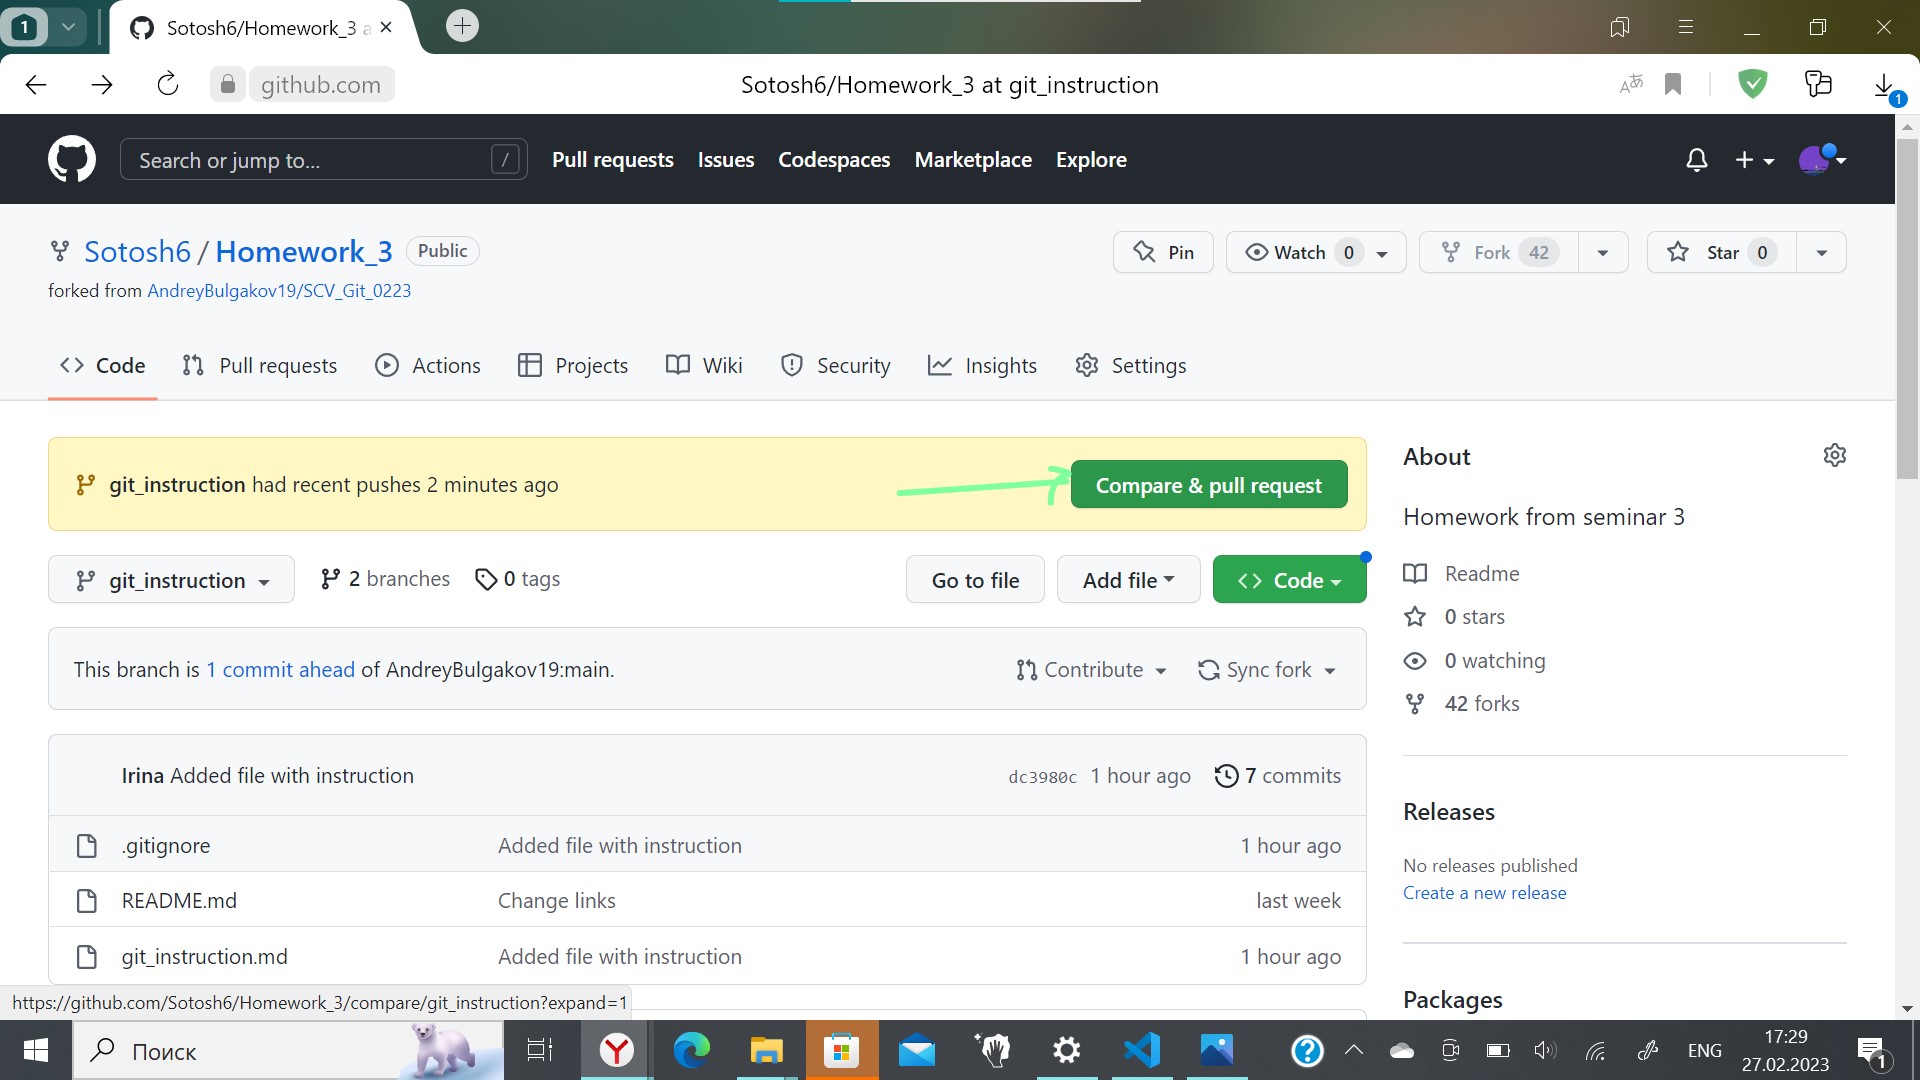 1
Sotosh6/Homework_3 a
github.com
Sotosh6/Homework_3 at git_instruction
1
Search or jump to...
/
Pull requests
Issues
Codespaces
Marketplace
Explore
Sotosh6 / Homework_3
Public
Pin
Watch 0
Fork 42
Star 0
forked from AndreyBulgakov19/SCV_Git_0223
Code
Pull requests
Actions
Projects
Wiki
Security
Insights
Settings
git_instruction had recent pushes 2 minutes ago
Compare & pull request
git_instruction
2 branches
0 tags
Go to file
Add file
Code
This branch is 1 commit ahead of AndreyBulgakov19:main.
Contribute
Sync fork
Irina Added file with instruction
dc3980c 1 hour ago
7 commits
.gitignore
Added file with instruction
1 hour ago
README.md
Change links
last week
git_instruction.md
Added file with instruction
1 hour ago
About
Homework from seminar 3
Readme
0 stars
0 watching
42 forks
Releases
No releases published
Create a new release
Packages
https://github.com/Sotosh6/Homework_3/compare/git_instruction?expand=1
Поиск
ENG
17:29
27.02.2023
1